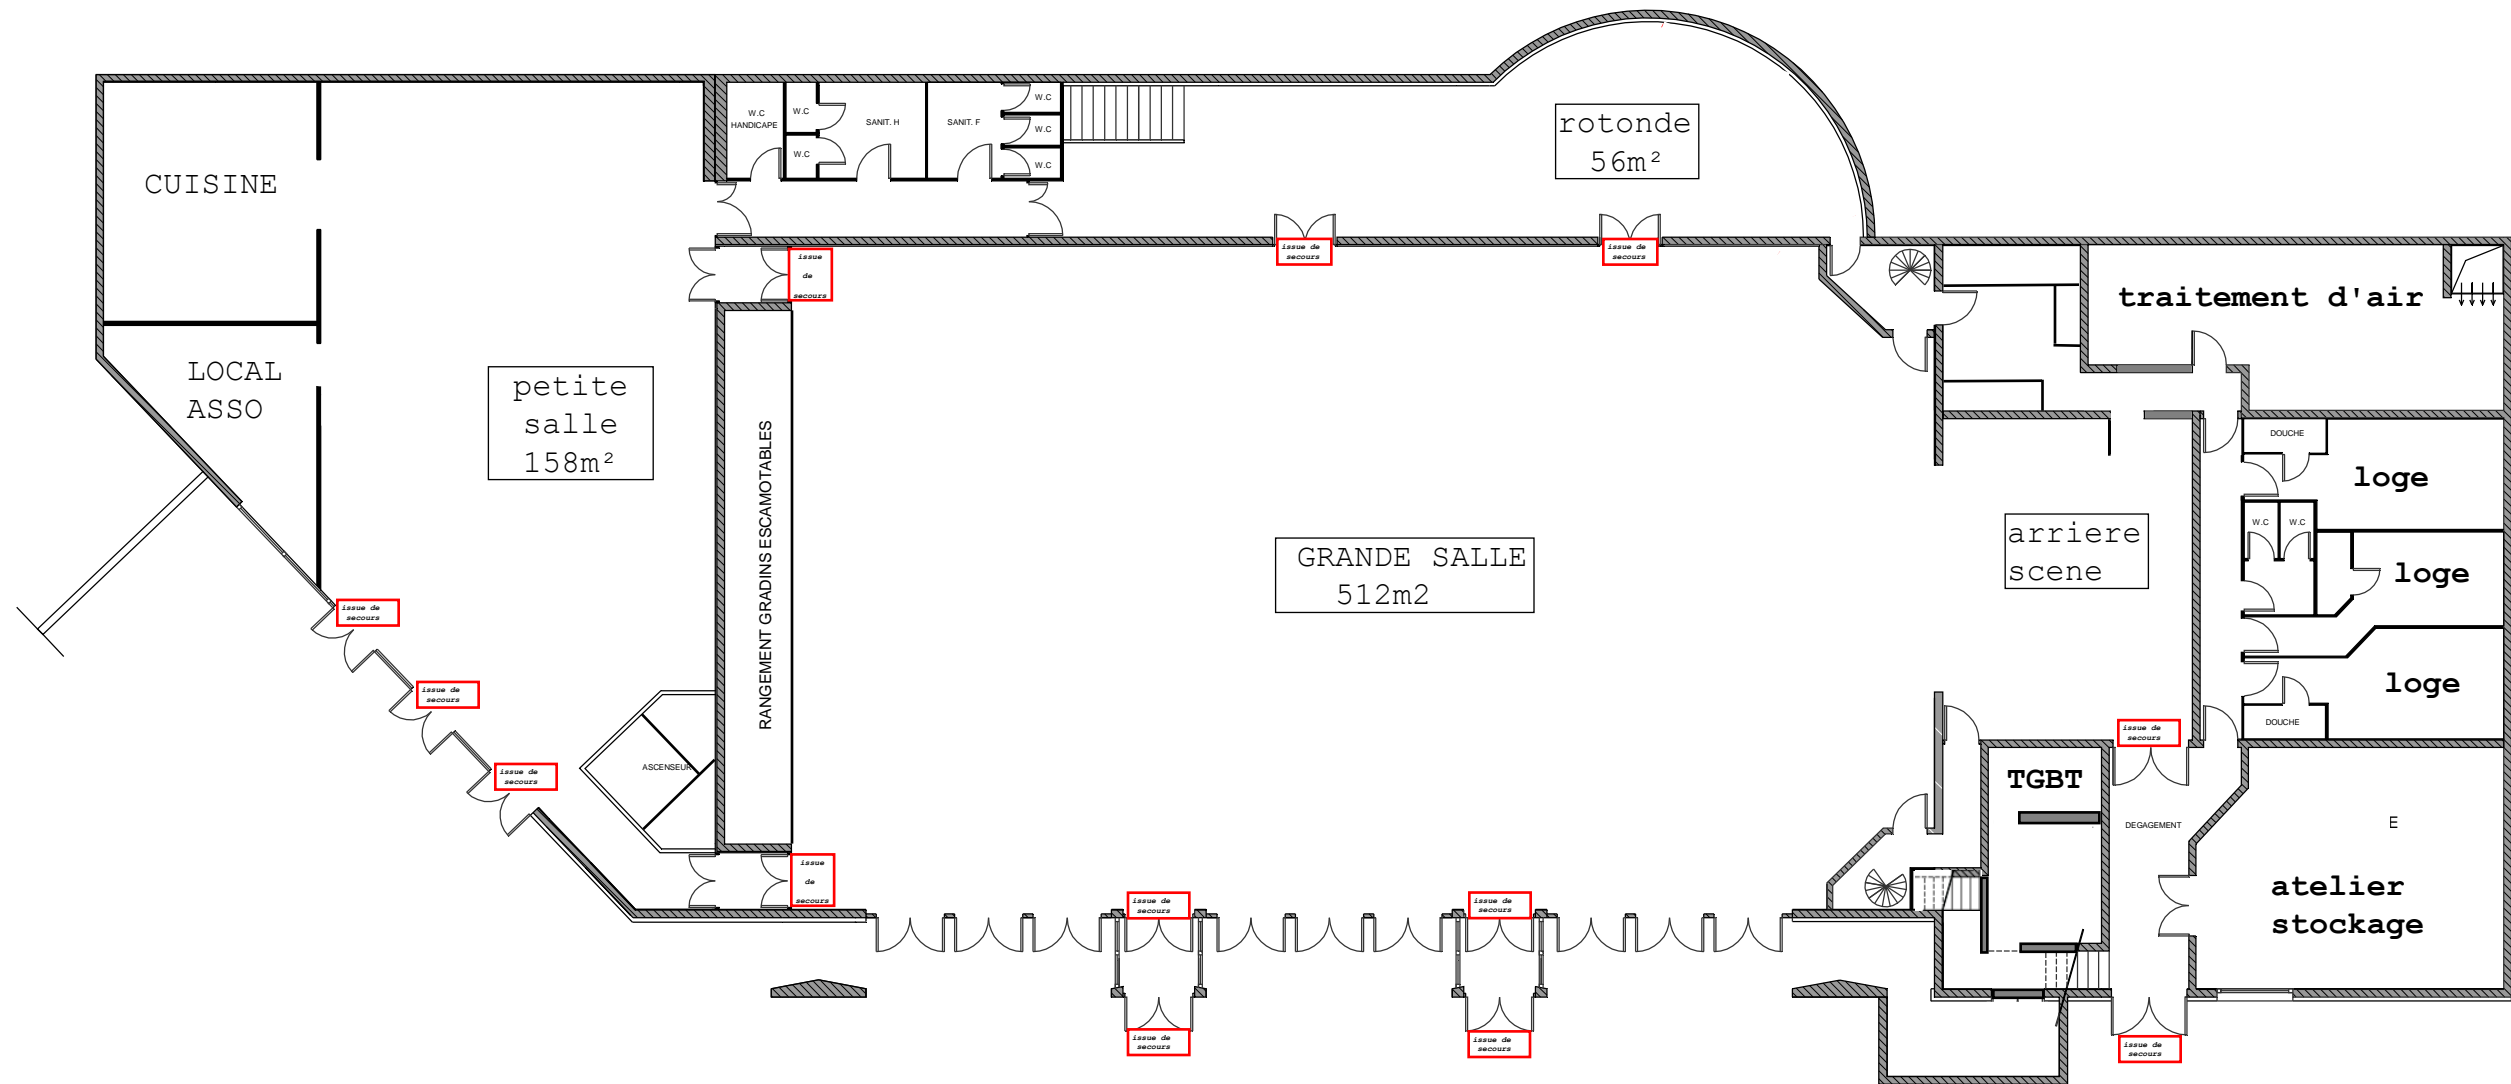 W.C
HANDICAPE
W.C
W.C
SANIT. H
SANIT. F
W.C
W.C
W.C
rotonde
56m²
CUISINE
issue
de
secours
issue de
secours
issue de
secours
traitement d'air
LOCAL
ASSO
petite
salle
158m²
RANGEMENT GRADINS ESCAMOTABLES
GRANDE SALLE
512m2
arriere
scene
DOUCHE
loge
W.C
W.C
loge
loge
DOUCHE
issue de
secours
issue de
secours
issue de
secours
ASCENSEUR
issue de
secours
TGBT
DEGAGEMENT
E
atelier
stockage
issue
de
secours
issue de
secours
issue de
secours
issue de
secours
issue de
secours
issue de
secours